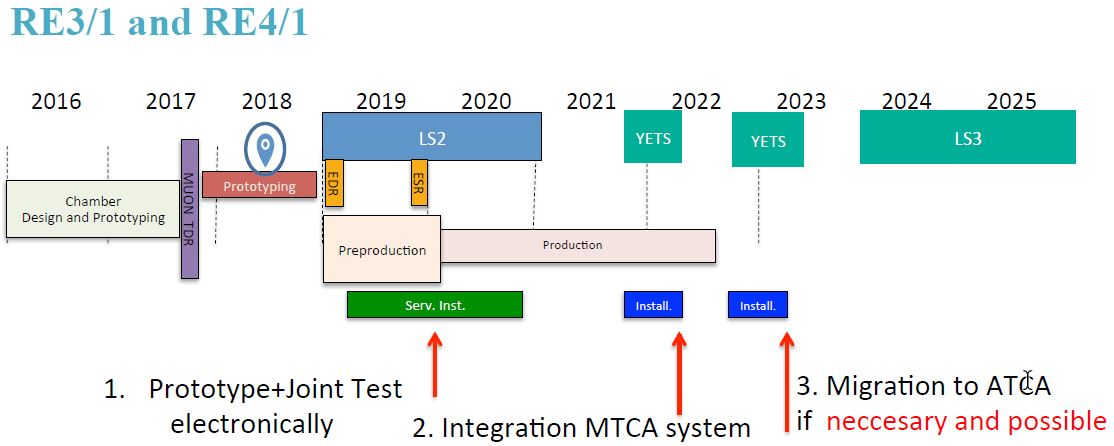 RE3/1 and RE4/1
2016 2017 2018 2019 2020 2021 2022 2023 2024 2025
LS2
YETS
YETS
LS3
MUON TDR
Prototyping
EDR
ESR
Chamber
Design and Prototyping
Preproduction
Production
Serv. Inst.
Install.
Install.
1. Prototype+Joint Test
electronically
2. Integration MTCA system
3. Migration to ATCA
if neccesary and possible